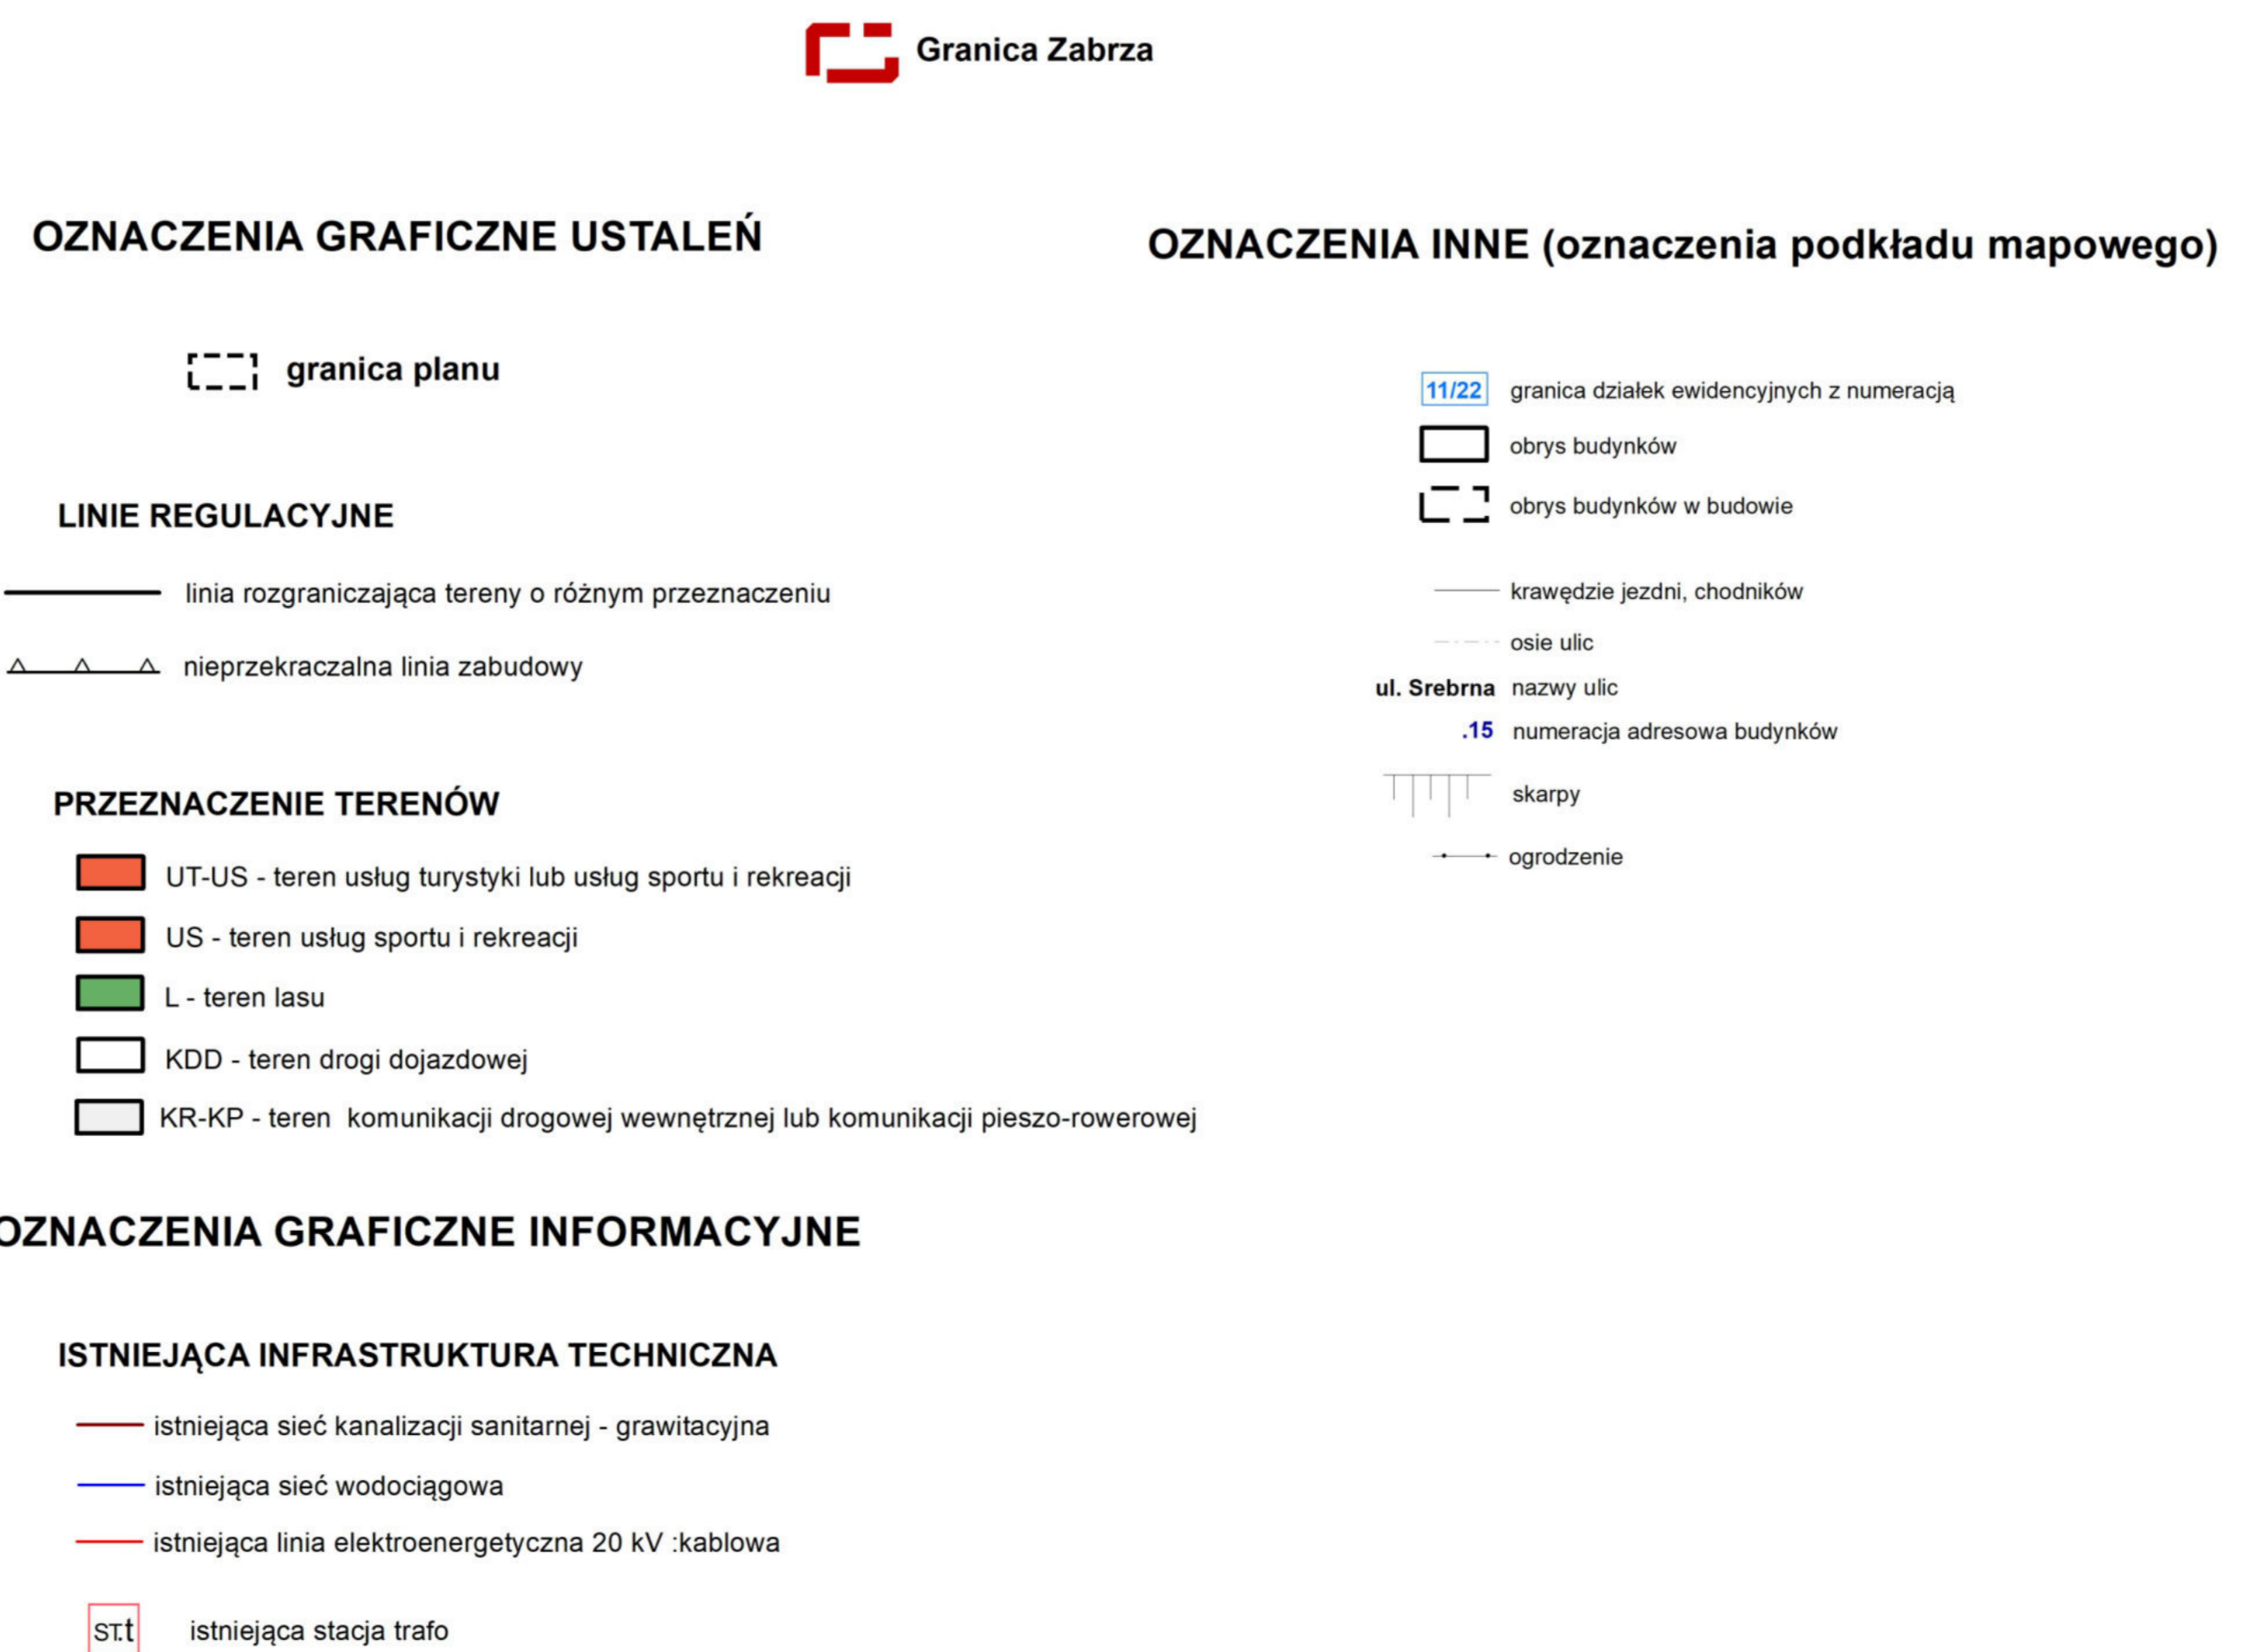 Granica Zabrza
OZNACZENIA GRAFICZNE USTALEŃ
granica planu
LINIE REGULACYJNE
linia rozgraniczająca tereny o różnym przeznaczeniu
nieprzekraczalna linia zabudowy
PRZEZNACZENIE TERENÓW
UT-US - teren usług turystyki lub usług sportu i rekreacji
US - teren usług sportu i rekreacji
L - teren lasu
KDD - teren drogi dojazdowej
KR-KP - teren komunikacji drogowej wewnętrznej lub komunikacji pieszo-rowerowej
OZNACZENIA GRAFICZNE INFORMACYJNE
ISTNIEJĄCA INFRASTRUKTURA TECHNICZNA
istniejąca sieć kanalizacji sanitarnej - grawitacyjna
istniejąca sieć wodociągowa
istniejąca linia elektroenergetyczna 20 kV :kablowa
ST.t istniejąca stacja trafo
OZNACZENIA INNE (oznaczenia podkładu mapowego)
11/22 granica działek ewidencyjnych z numeracją
obrys budynków
obrys budynków w budowie
krawędzie jezdni, chodników
osie ulic
ul. Srebrna nazwy ulic
.15 numeracja adresowa budynków
skarpy
ogrodzenie